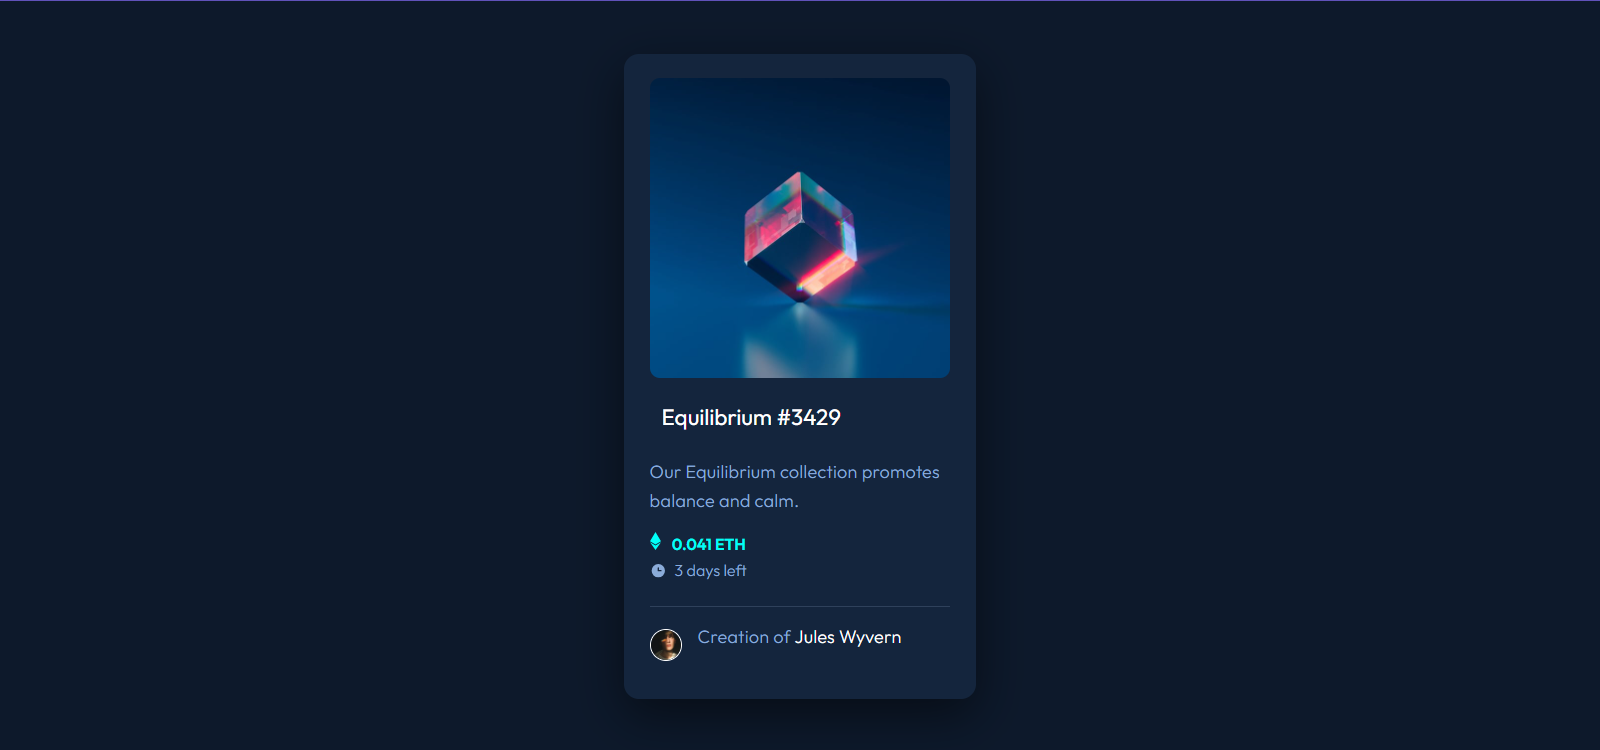 Equilibrium #3429
Our Equilibrium collection promotes
balance and calm.
0.041 ETH
3 days left
Creation of Jules Wyvern